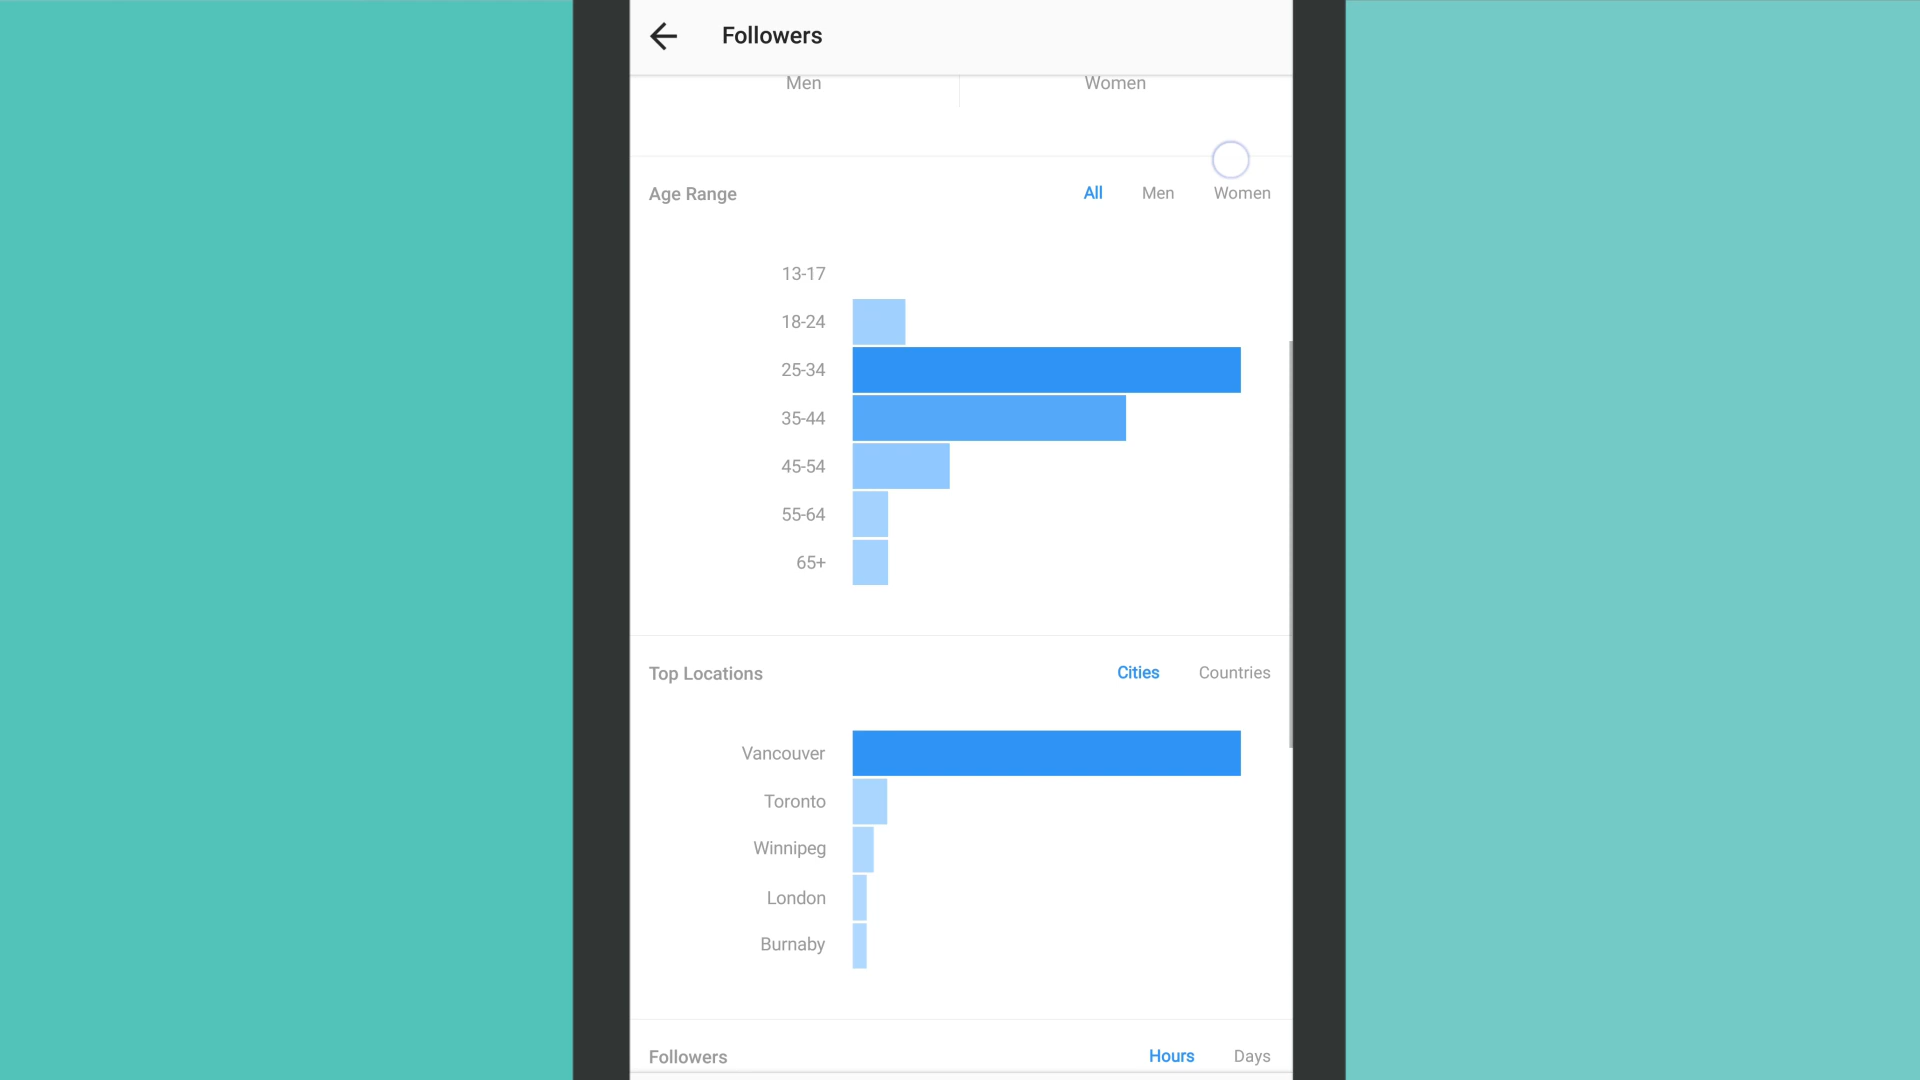 Followers
Men Women
Age Range All Men Women
13-17
18-24
25-34
35-44
45-54
55-64
65+
Top Locations Cities Countries
Vancouver
Toronto
Winnipeg
London
Burnaby
Followers Hours Days